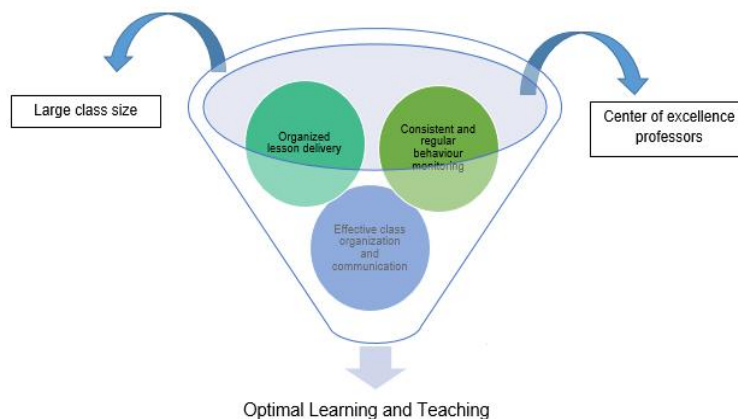 Large class size
Organized
lesson delivery
Consistent and
regular
behaviour
monitoring
Center of excellence
professors
Effective class
organization
and
communication
Optimal Learning and Teaching